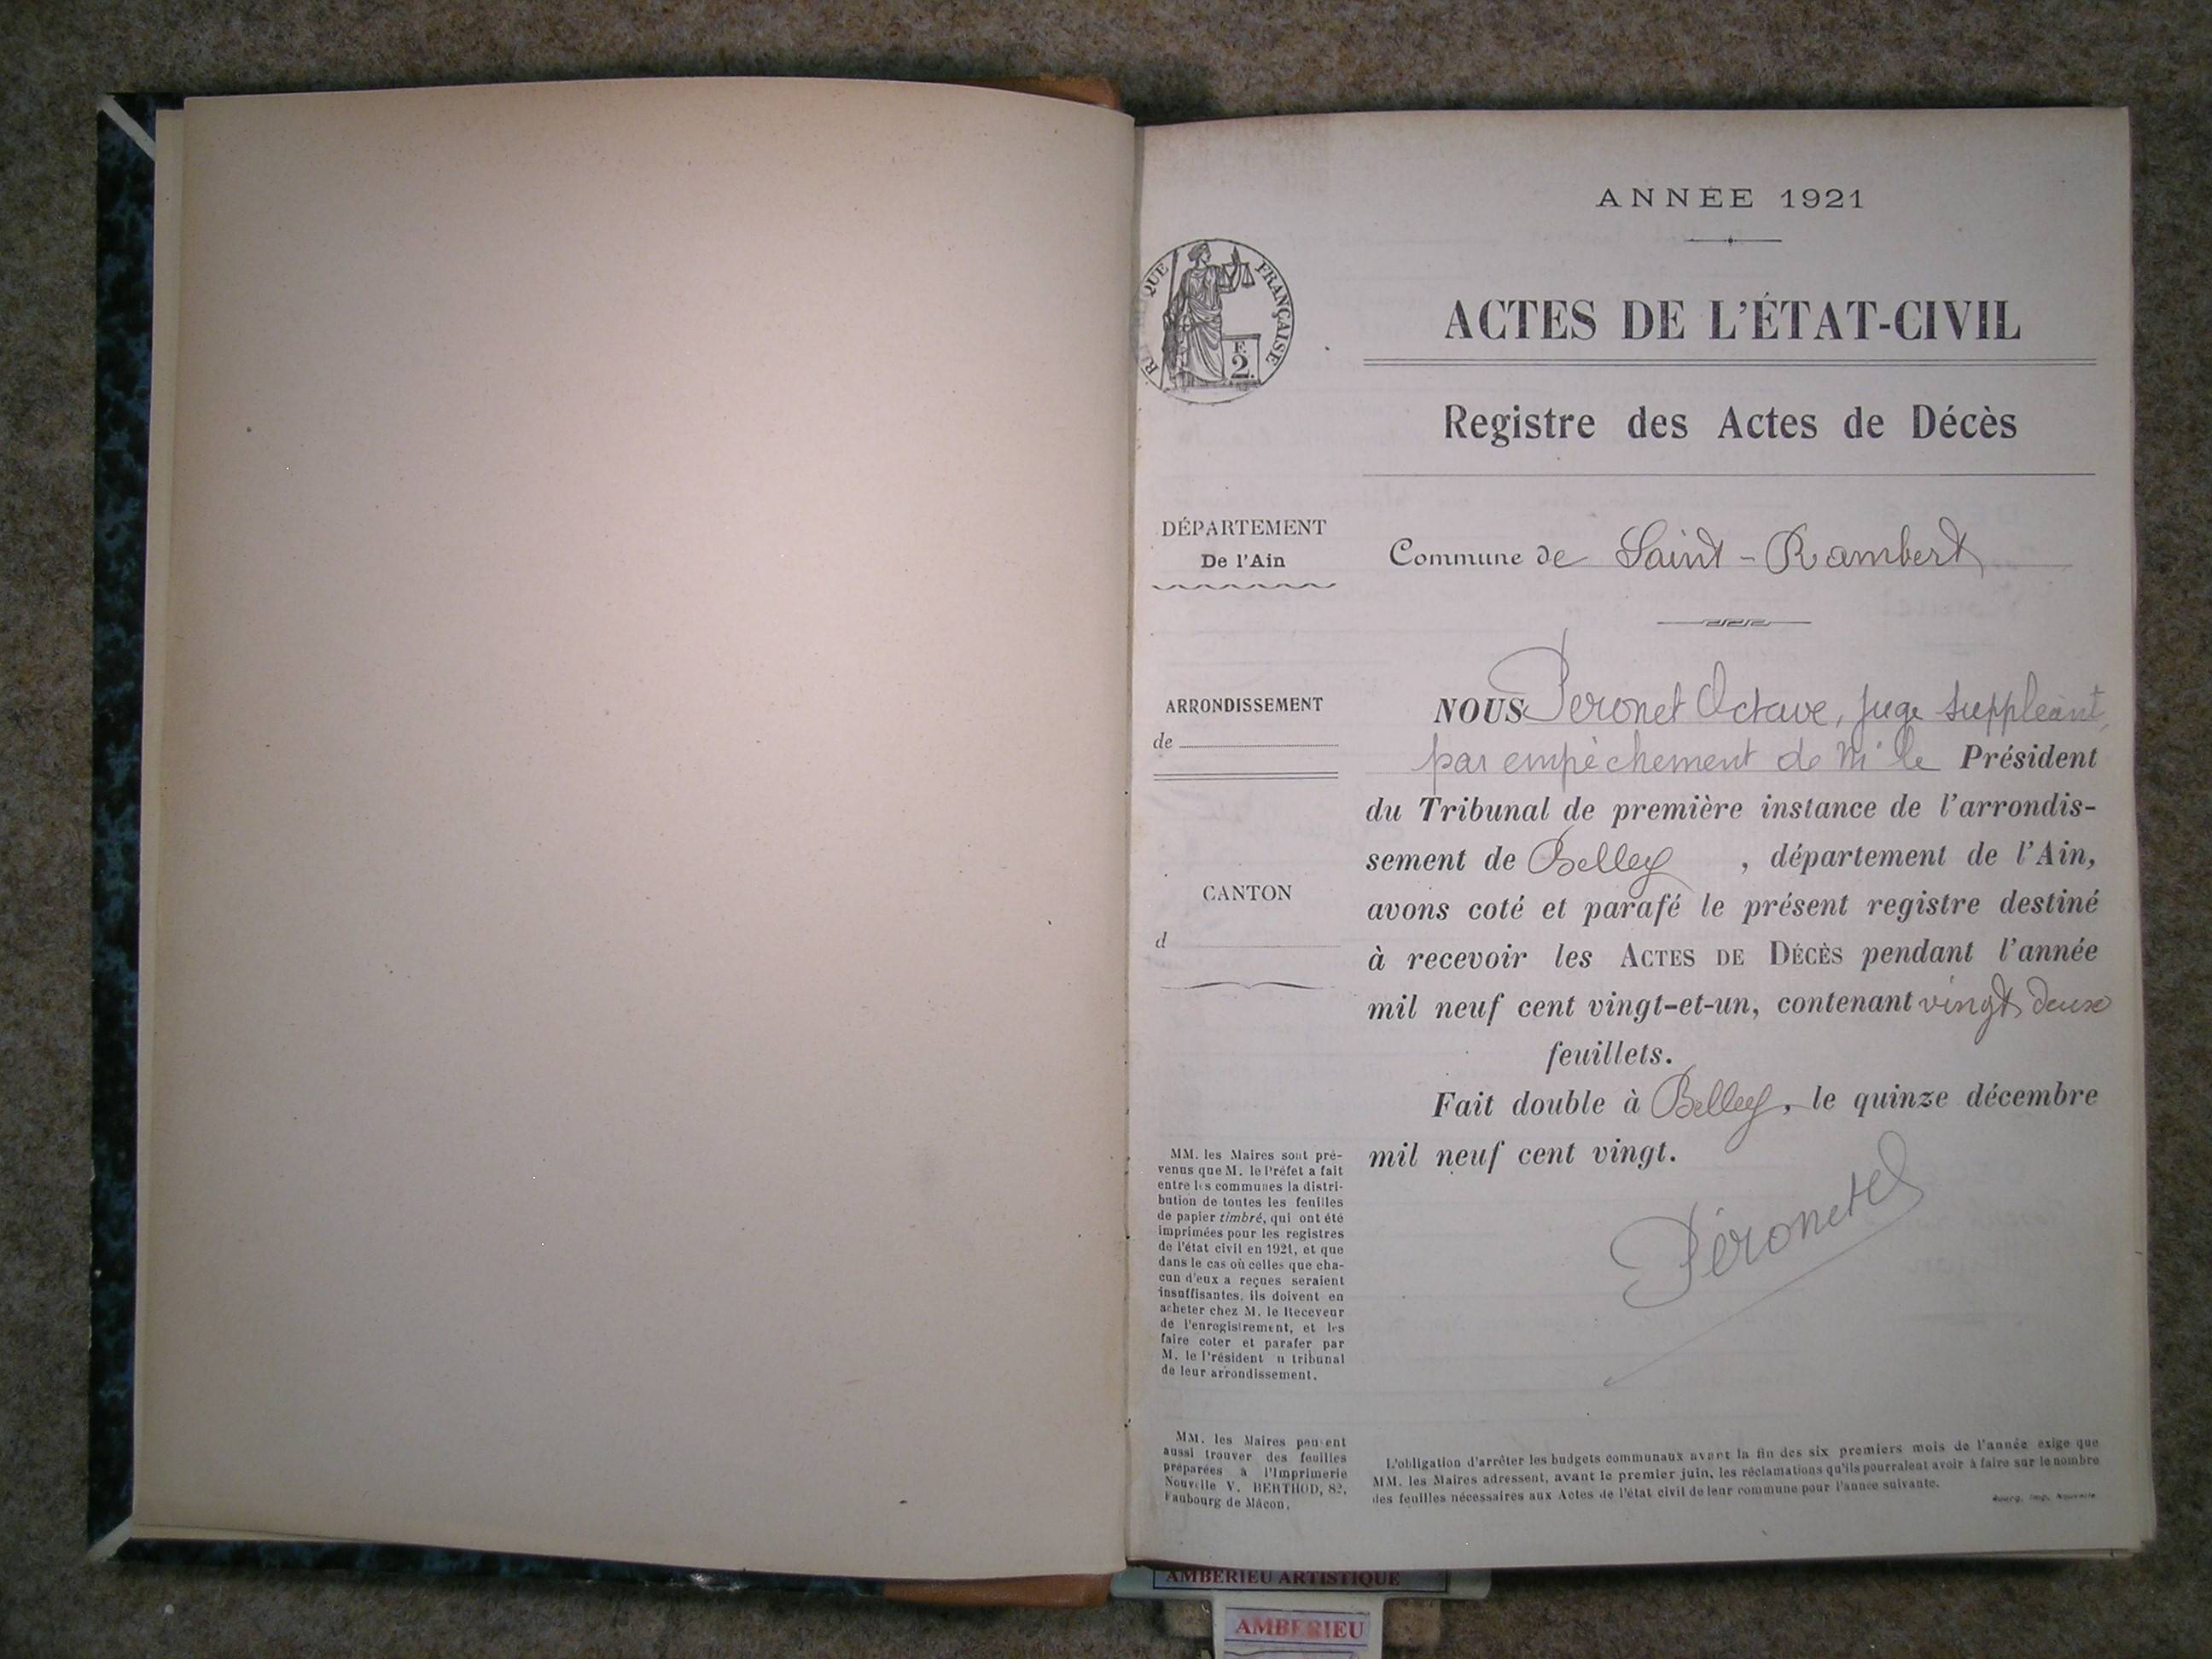 ANNÉE 1921
QUE FRANÇAISE
F.
2.
ACTES DE L'ÉTAT-CIVIL
Registre des Actes de Décès
DÉPARTEMENT
De l'Ain
Commune de Saint-Rambert
ARRONDISSEMENT
de
CANTON
d
NOUS Péronet Octave, juge suppléant,
par empêchement de Mr le Président
du Tribunal de première instance de l'arrondis-
sement de Belley , département de l'Ain,
avons coté et parafé le présent registre destiné
à recevoir les ACTES DE DÉCÈS pendant l'année
mil neuf cent vingt-et-un, contenant vingt deux
feuillets.
Fait double à Belley, le quinze décembre
mil neuf cent vingt.
Péronet
MM. les Maires sont pré-
venus que M. le Préfet a fait
entre les communes la distri-
bution de toutes les feuilles
de papier timbré, qui ont été
imprimées pour les registres
de l'état civil en 1921, et que
dans le cas où celles que cha-
cun d'eux a reçues seraient
insuffisantes, ils doivent en
acheter chez M. le Receveur
de l'enregistrement, et les
faire coter et parafer par
M. le Président u tribunal
de leur arrondissement.
MM. les Maires peuvent
aussi trouver des feuilles
préparées à l'Imprimerie
Nouvelle V. BERTHOD, 82,
Faubourg de Mâcon.
L'obligation d'arrêter les budgets communaux avant la fin des six premiers mois de l'année exige que
MM. les Maires adressent, avant le premier juin, les réclamations qu'ils pourraient avoir à faire sur le nombre
des feuilles nécessaires aux Actes de l'état civil de leur commune pour l'année suivante.
Bourg, Imp. Nouvelle
AMBERIEU ARTISTIQUE
AMBERIEU